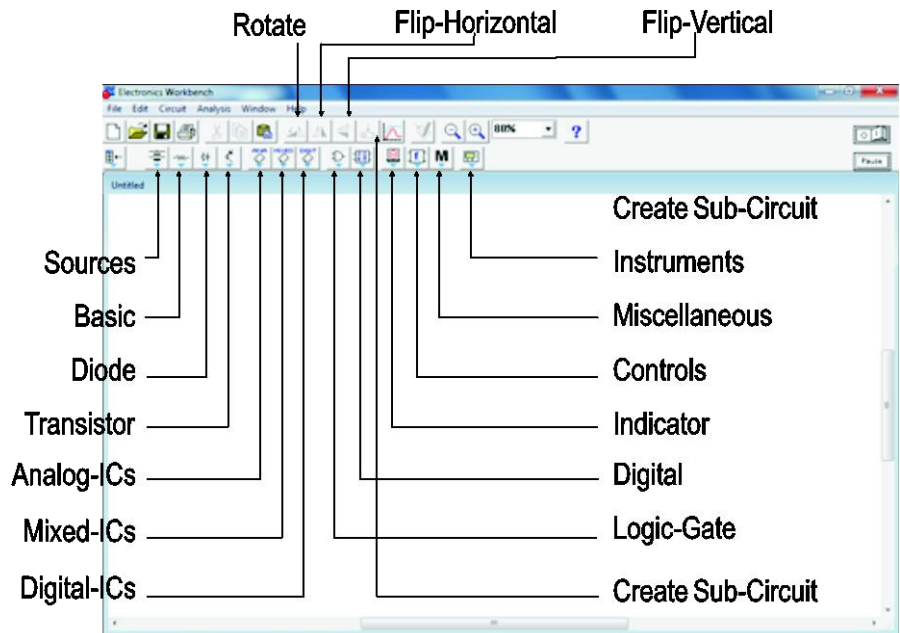 Rotate
Flip-Horizontal
Flip-Vertical
Electronics Workbench
File Edit Circuit Analysis Window Help
80%
?
M
Pause
Untitled
Create Sub-Circuit
Sources
Instruments
Basic
Miscellaneous
Diode
Controls
Transistor
Indicator
Analog-ICs
Digital
Mixed-ICs
Logic-Gate
Digital-ICs
Create Sub-Circuit